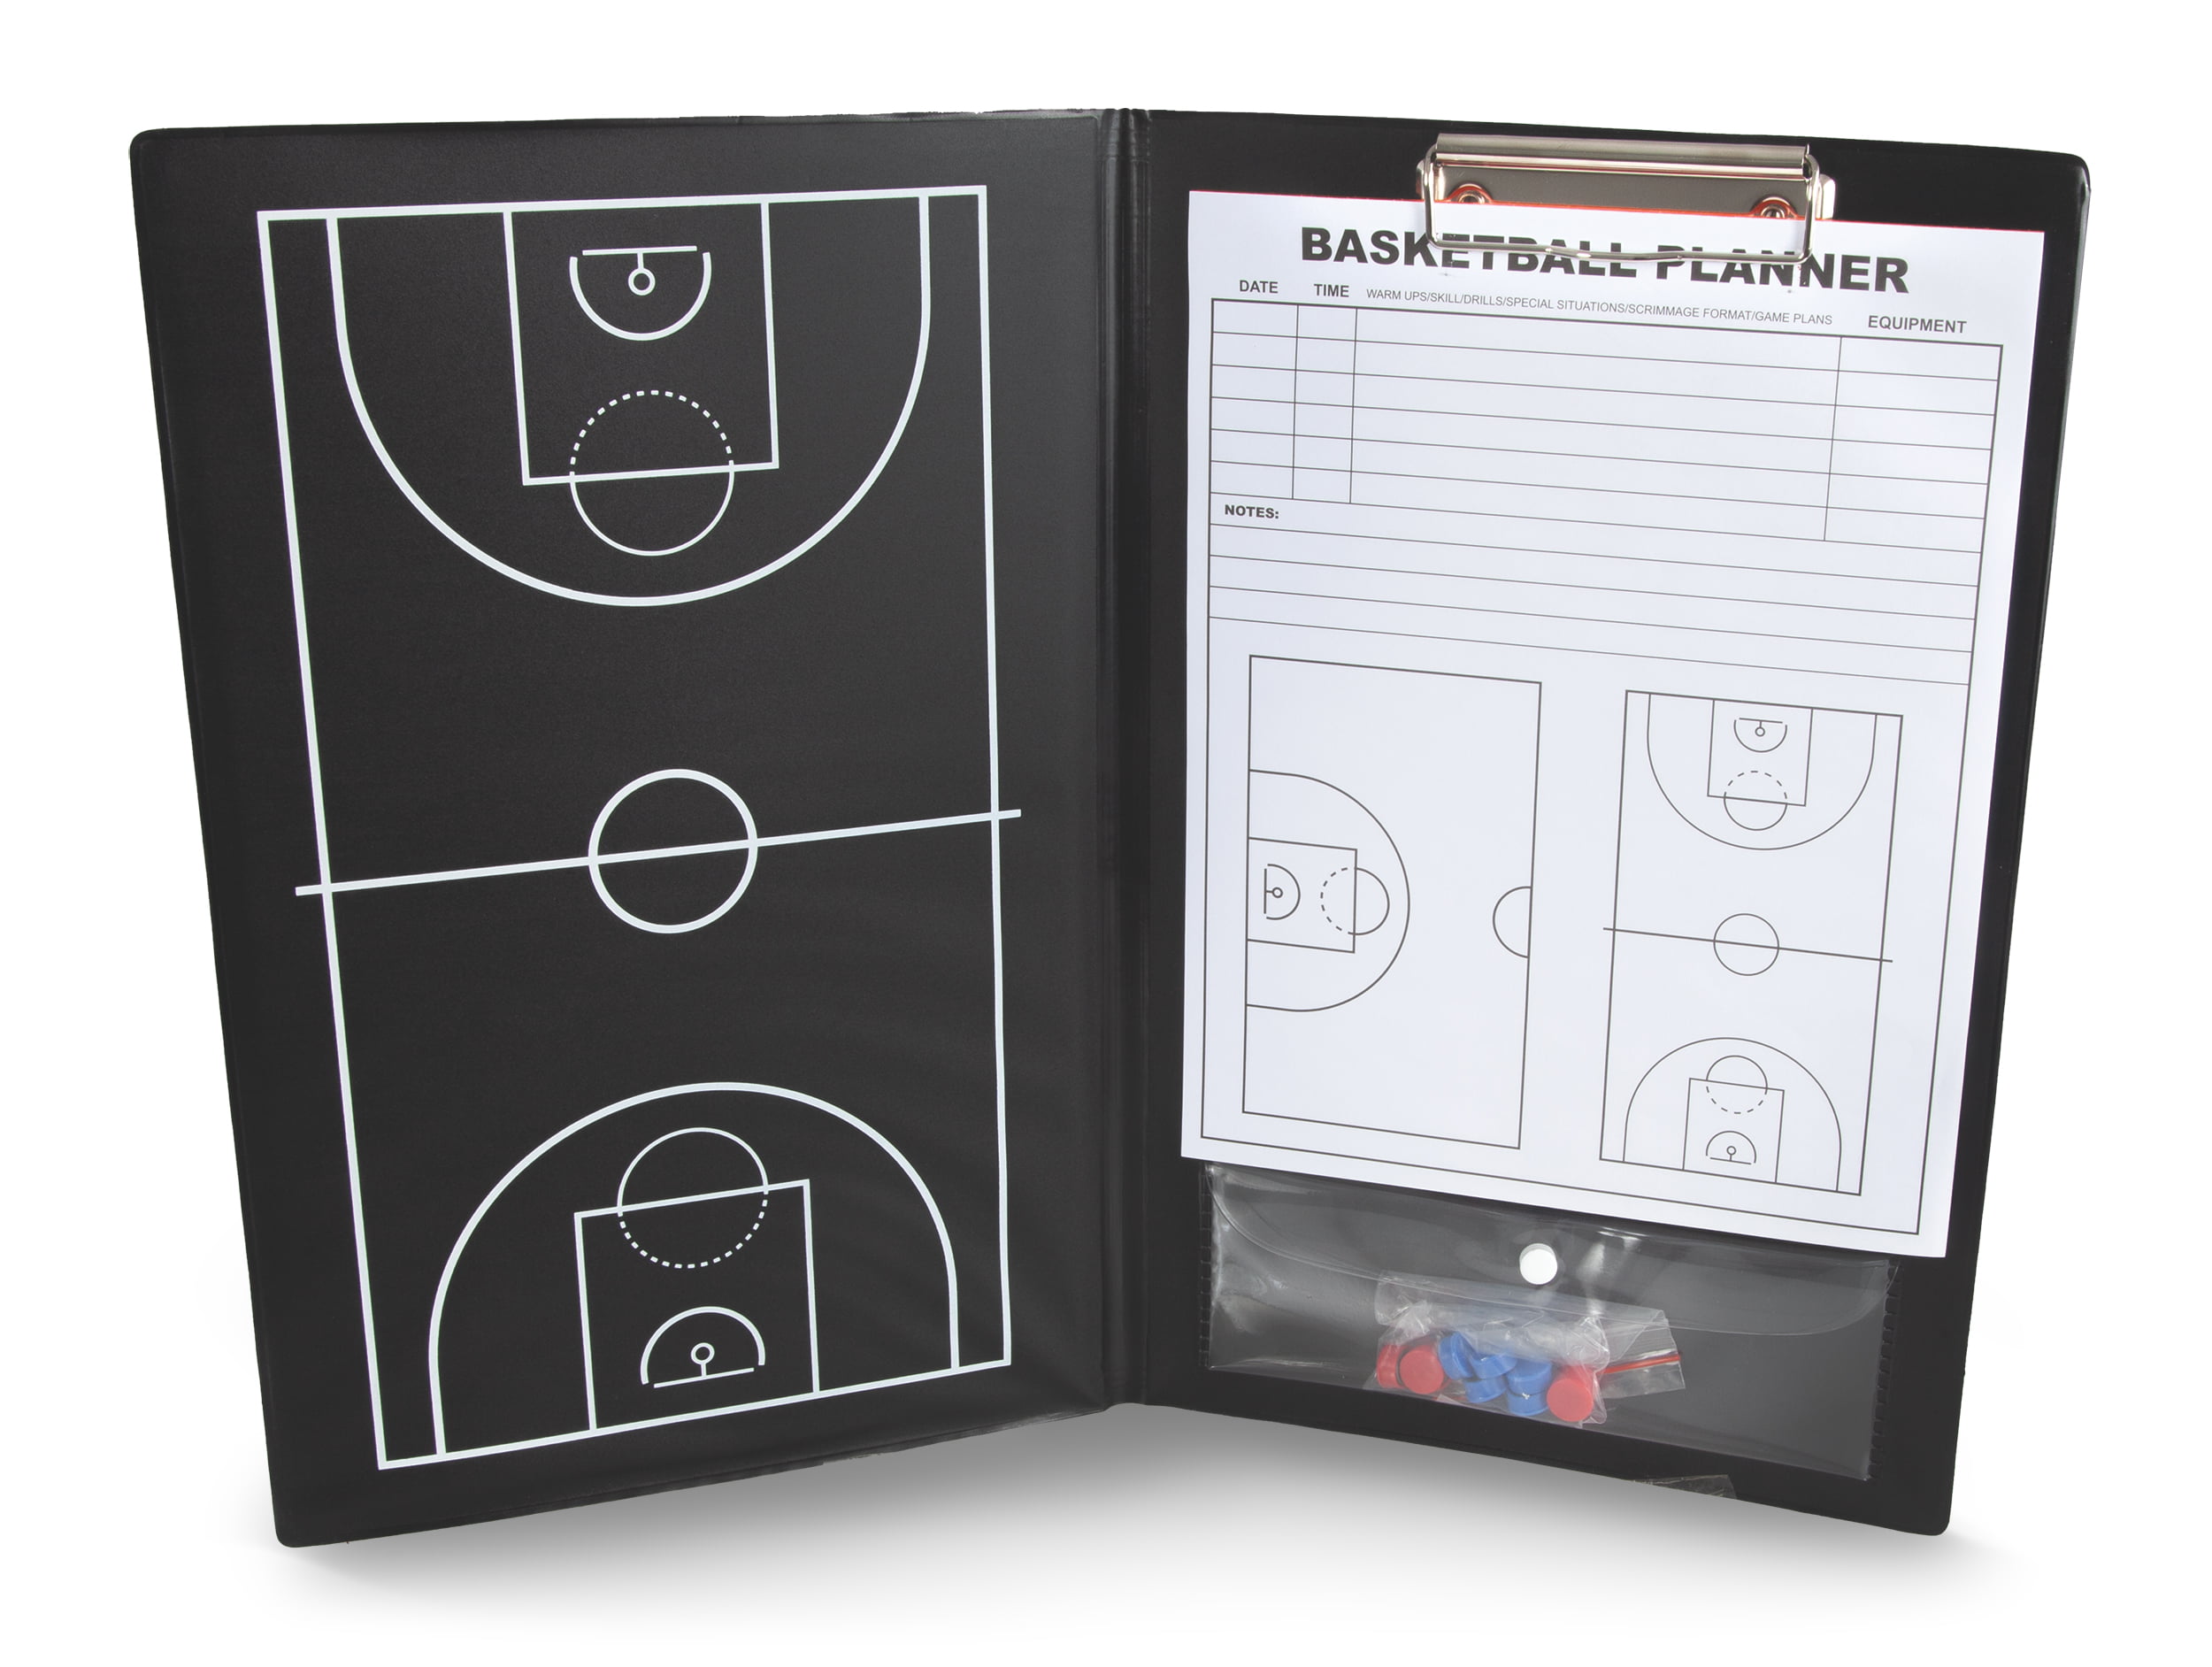 BASKETBALL PLANNER
DATE TIME WARM UPS/SKILL/DRILLS/SPECIAL SITUATIONS/SCRIMMAGE FORMAT/GAME PLANS EQUIPMENT
NOTES: